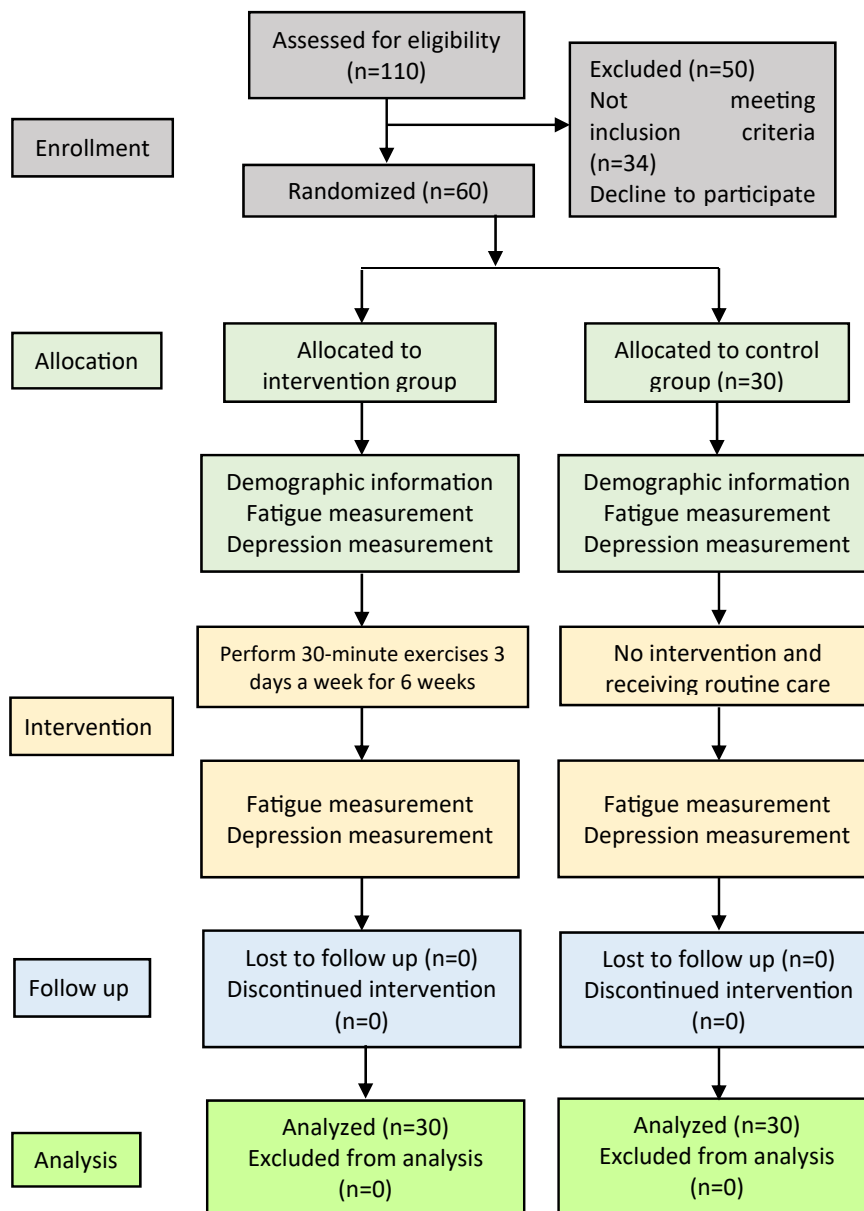 Assessed for eligibility
(n=110)
Excluded (n=50)
Not meeting
inclusion criteria
(n=34)
Decline to participate
Enrollment
Randomized (n=60)
Allocation
Allocated to
intervention group
Allocated to control
group (n=30)
Demographic information
Fatigue measurement
Depression measurement
Demographic information
Fatigue measurement
Depression measurement
Perform 30-minute exercises 3
days a week for 6 weeks
No intervention and
receiving routine care
Intervention
Fatigue measurement
Depression measurement
Fatigue measurement
Depression measurement
Follow up
Lost to follow up (n=0)
Discontinued intervention
(n=0)
Lost to follow up (n=0)
Discontinued intervention
(n=0)
Analysis
Analyzed (n=30)
Excluded from analysis
(n=0)
Analyzed (n=30)
Excluded from analysis
(n=0)